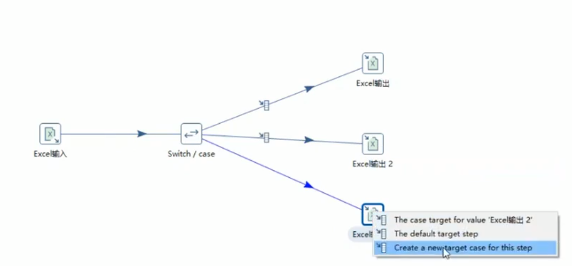 Excel输出
Excel输入
Switch / case
Excel输出 2
The case target for value 'Excel输出 2'
The default target step
Create a new target case for this step
Excel